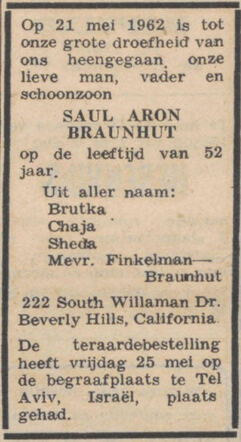 Op 21 mei 1962 is tot
onze grote droefheid van
ons heengegaan onze
lieve man, vader en
schoonzoon
SAUL ARON
BRAUNHUT
op de leeftijd van 52
jaar.
Uit aller naam:
Brutka
Chaja
Sheda
Mevr. Finkelman—
Braunhut
222 South Willaman Dr.
Beverly Hills, California
De teraardebestelling
heeft vrijdag 25 mei op
de begraafplaats te Tel
Aviv, Israël, plaats
gehad.